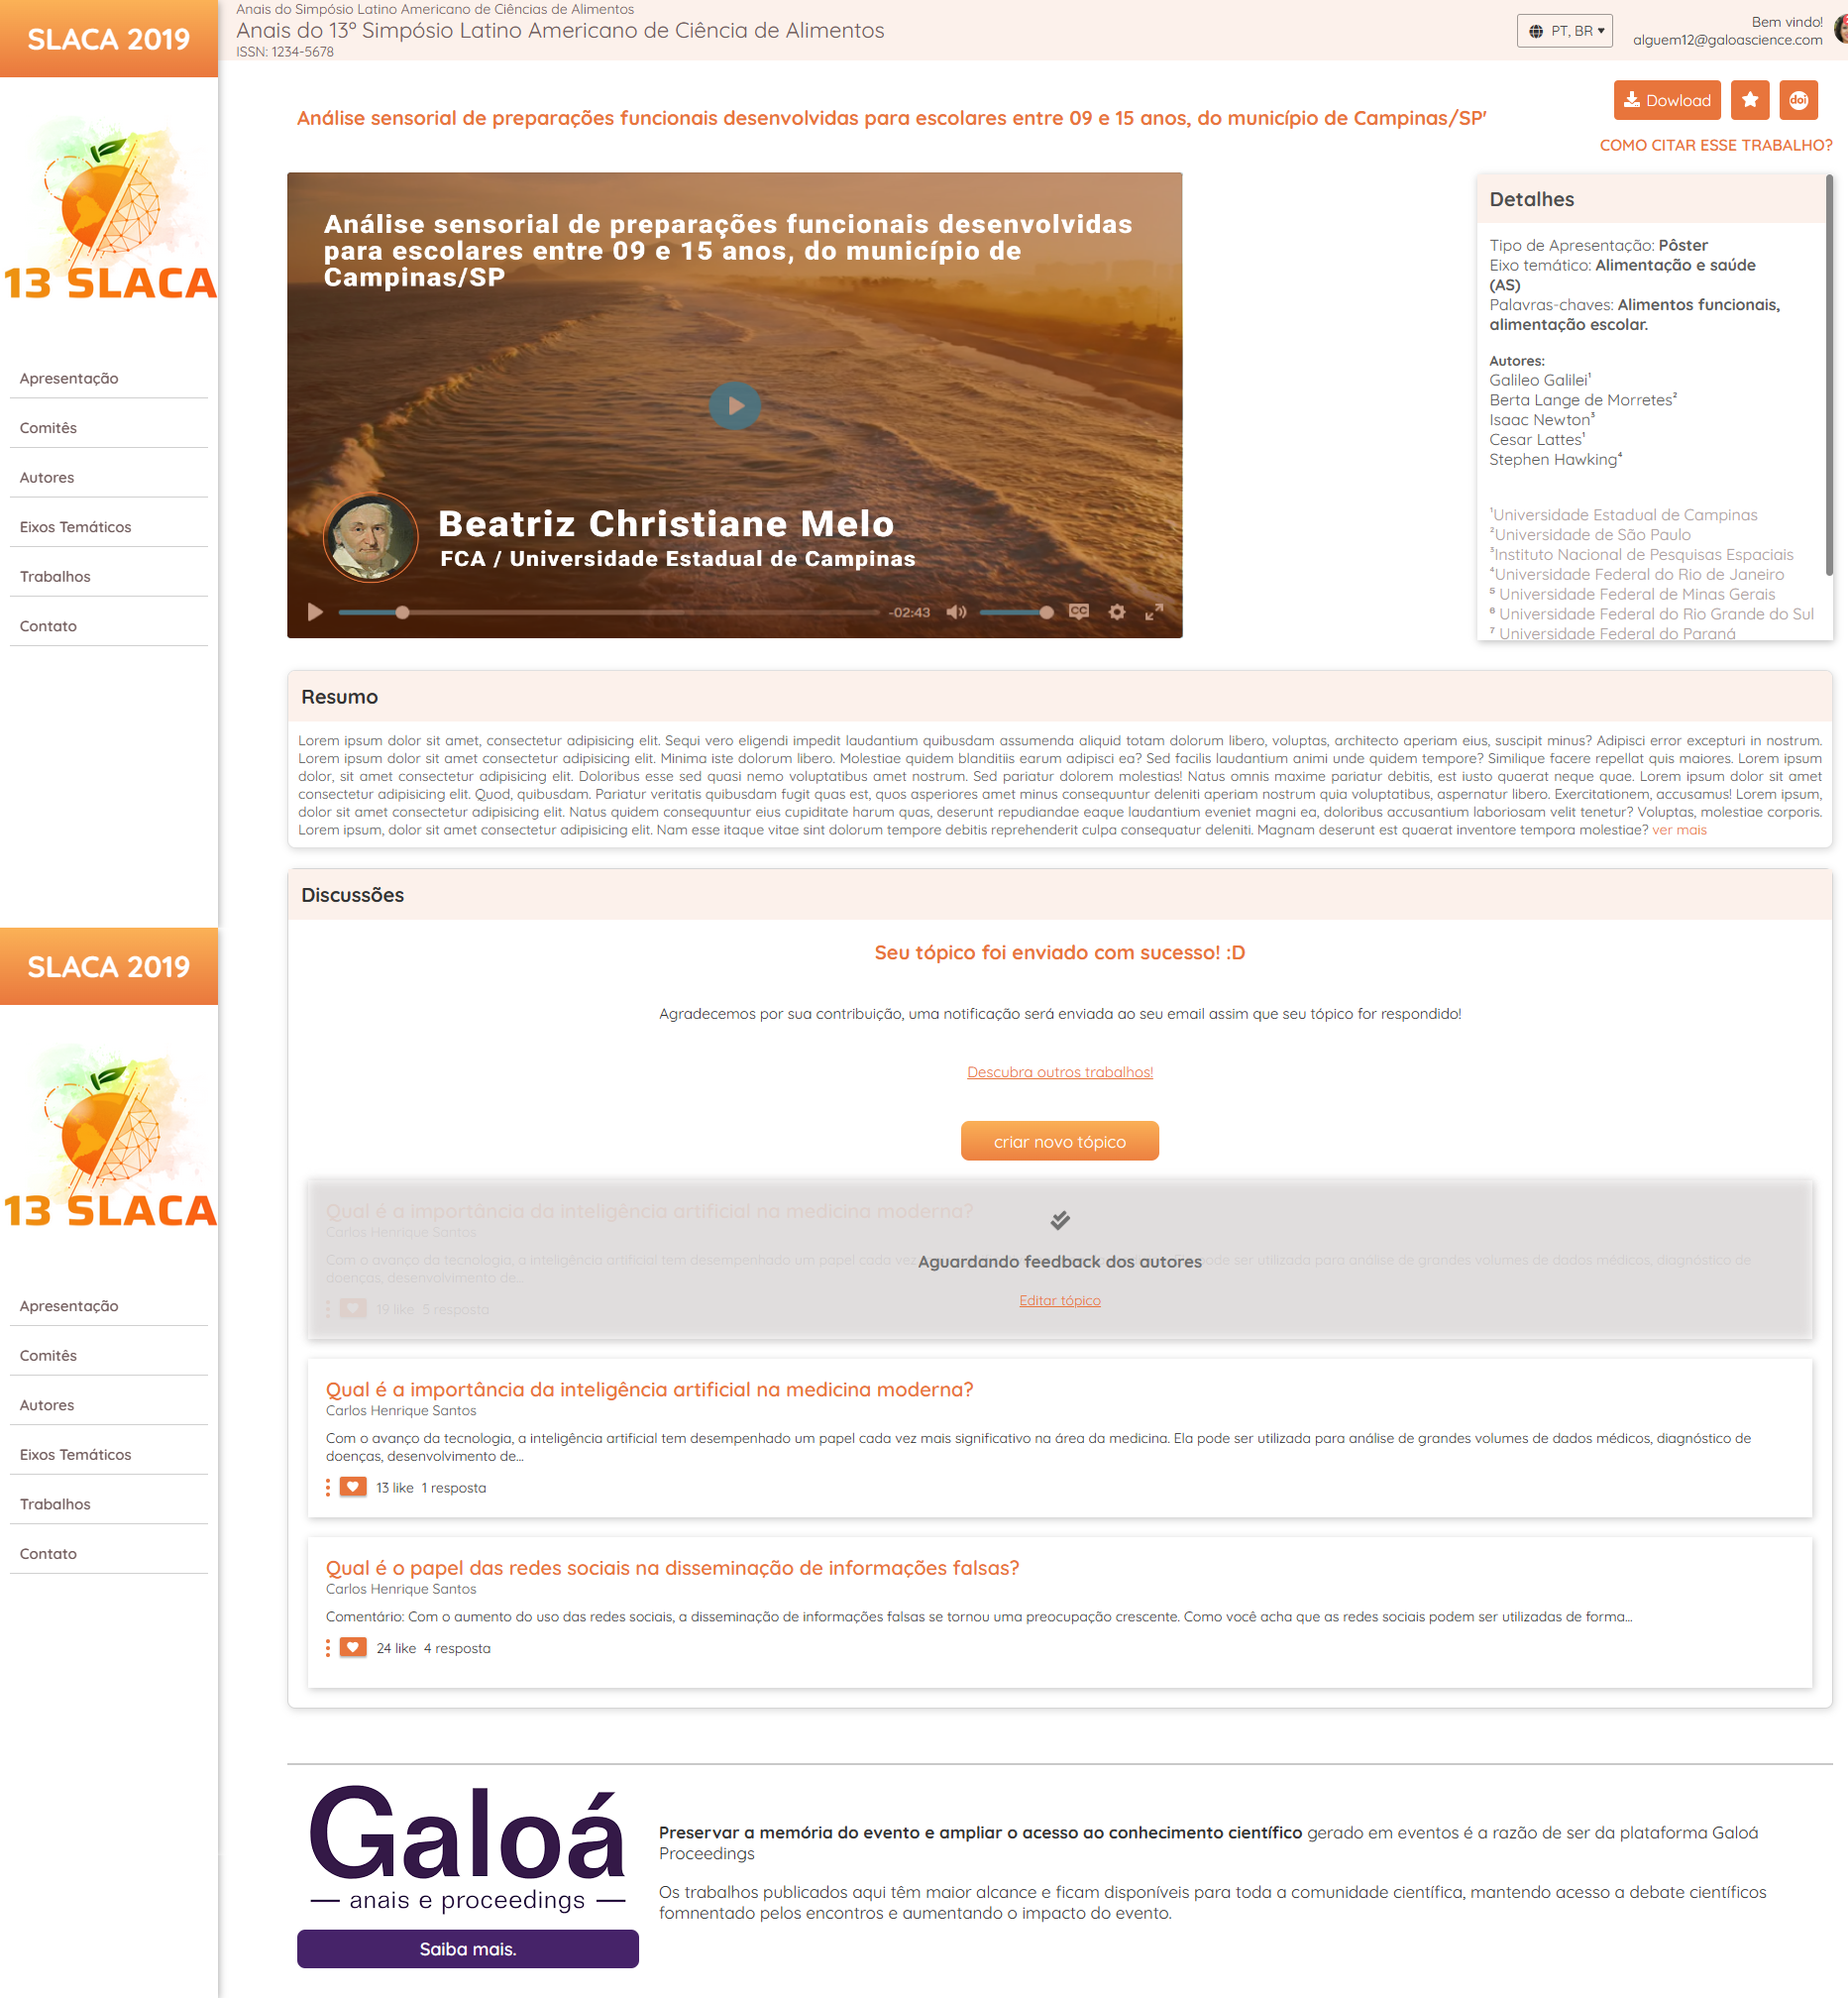 SLACA 2019
13 SLACA
Apresentação
Comitês
Autores
Eixos Temáticos
Trabalhos
Contato
SLACA 2019
13 SLACA
Apresentação
Comitês
Autores
Eixos Temáticos
Trabalhos
Contato
Anais do Simpósio Latino Americano de Ciências de Alimentos
Anais do 13º Simpósio Latino Americano de Ciência de Alimentos
ISSN: 1234-5678
PT, BR
Bem vindo!
alguem12@galoascience.com
Análise sensorial de preparações funcionais desenvolvidas para escolares entre 09 e 15 anos, do município de Campinas/SP'
Dowload
doi
COMO CITAR ESSE TRABALHO?
Análise sensorial de preparações funcionais desenvolvidas
para escolares entre 09 e 15 anos, do município de
Campinas/SP
Beatriz Christiane Melo
FCA / Universidade Estadual de Campinas
-02:43
CC
Detalhes
Tipo de Apresentação: Pôster
Eixo temático: Alimentação e saúde
(AS)
Palavras-chaves: Alimentos funcionais,
alimentação escolar.
Autores:
Galileo Galilei¹
Berta Lange de Morretes²
Isaac Newton³
Cesar Lattes¹
Stephen Hawking⁴
¹Universidade Estadual de Campinas
²Universidade de São Paulo
³Instituto Nacional de Pesquisas Espaciais
⁴Universidade Federal do Rio de Janeiro
⁵ Universidade Federal de Minas Gerais
⁶ Universidade Federal do Rio Grande do Sul
⁷ Universidade Federal do Paraná
Resumo
Lorem ipsum dolor sit amet, consectetur adipisicing elit. Sequi vero eligendi impedit laudantium quibusdam assumenda aliquid totam dolorum libero, voluptas, architecto aperiam eius, suscipit minus? Adipisci error excepturi in nostrum.
Lorem ipsum dolor sit amet consectetur adipisicing elit. Minima iste dolorum libero. Molestiae quidem blanditiis earum adipisci ea? Sed facilis laudantium animi unde quidem tempore? Similique facere repellat quis maiores. Lorem ipsum
dolor, sit amet consectetur adipisicing elit. Doloribus esse sed quasi nemo voluptatibus amet nostrum. Sed pariatur dolorem molestias! Natus omnis maxime pariatur debitis, est iusto quaerat neque quae. Lorem ipsum dolor sit amet
consectetur adipisicing elit. Quod, quibusdam. Pariatur veritatis quibusdam fugit quas est, quos asperiores amet minus consequuntur deleniti aperiam nostrum quia voluptatibus, aspernatur libero. Exercitationem, accusamus! Lorem ipsum,
dolor sit amet consectetur adipisicing elit. Natus quidem consequuntur eius cupiditate harum quas, deserunt repudiandae eaque laudantium eveniet magni ea, doloribus accusantium laboriosam velit tenetur? Voluptas, molestiae corporis.
Lorem ipsum, dolor sit amet consectetur adipisicing elit. Nam esse itaque vitae sint dolorum tempore debitis reprehenderit culpa consequatur deleniti. Magnam deserunt est quaerat inventore tempora molestiae? ver mais
Discussões
Seu tópico foi enviado com sucesso! :D
Agradecemos por sua contribuição, uma notificação será enviada ao seu email assim que seu tópico for respondido!
Descubra outros trabalhos!
criar novo tópico
Qual é a importância da inteligência artificial na medicina moderna?
Carlos Henrique Santos
Com o avanço da tecnologia, a inteligência artificial tem desempenhado um papel cada vez pode ser utilizada para análise de grandes volumes de dados médicos, diagnóstico de
doenças, desenvolvimento de...
19 like 5 resposta
Aguardando feedback dos autores
Editar tópico
Qual é a importância da inteligência artificial na medicina moderna?
Carlos Henrique Santos
Com o avanço da tecnologia, a inteligência artificial tem desempenhado um papel cada vez mais significativo na área da medicina. Ela pode ser utilizada para análise de grandes volumes de dados médicos, diagnóstico de
doenças, desenvolvimento de...
13 like 1 resposta
Qual é o papel das redes sociais na disseminação de informações falsas?
Carlos Henrique Santos
Comentário: Com o aumento do uso das redes sociais, a disseminação de informações falsas se tornou uma preocupação crescente. Como você acha que as redes sociais podem ser utilizadas de forma...
24 like 4 resposta
Galoá
anais e proceedings
Saiba mais.
Preservar a memória do evento e ampliar o acesso ao conhecimento científico gerado em eventos é a razão de ser da plataforma Galoá
Proceedings
Os trabalhos publicados aqui têm maior alcance e ficam disponíveis para toda a comunidade científica, mantendo acesso a debate científicos
fomnentado pelos encontros e aumentando o impacto do evento.